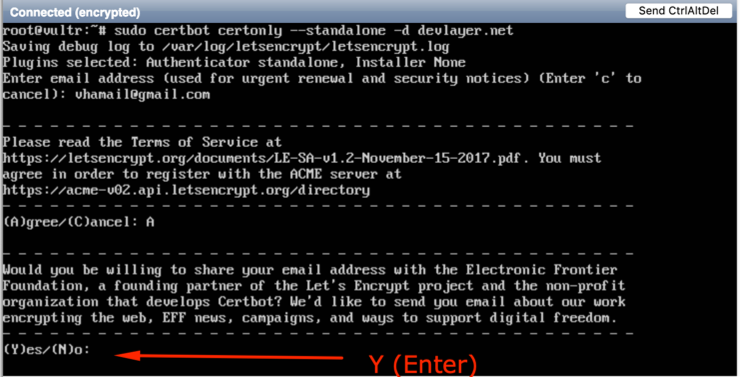 Connected (encrypted)
Send CtrlAltDel
root@vultr:~# sudo certbot certonly --standalone -d devlayer.net
Saving debug log to /var/log/letsencrypt/letsencrypt.log
Plugins selected: Authenticator standalone, Installer None
Enter email address (used for urgent renewal and security notices) (Enter 'c' to
cancel): vhamail@gmail.com
- - - - - - - - - - - - - - - - - - - - - - - - - - - - - - - - - - - - - - - -
Please read the Terms of Service at
https://letsencrypt.org/documents/LE-SA-v1.2-November-15-2017.pdf. You must
agree in order to register with the ACME server at
https://acme-v02.api.letsencrypt.org/directory
- - - - - - - - - - - - - - - - - - - - - - - - - - - - - - - - - - - - - - - -
(A)gree/(C)ancel: A
- - - - - - - - - - - - - - - - - - - - - - - - - - - - - - - - - - - - - - - -
Would you be willing to share your email address with the Electronic Frontier
Foundation, a founding partner of the Let's Encrypt project and the non-profit
organization that develops Certbot? We'd like to send you email about our work
encrypting the web, EFF news, campaigns, and ways to support digital freedom.
- - - - - - - - - - - - - - - - - - - - - - - - - - - - - - - - - - - - - - - -
(Y)es/(N)o:
Y (Enter)